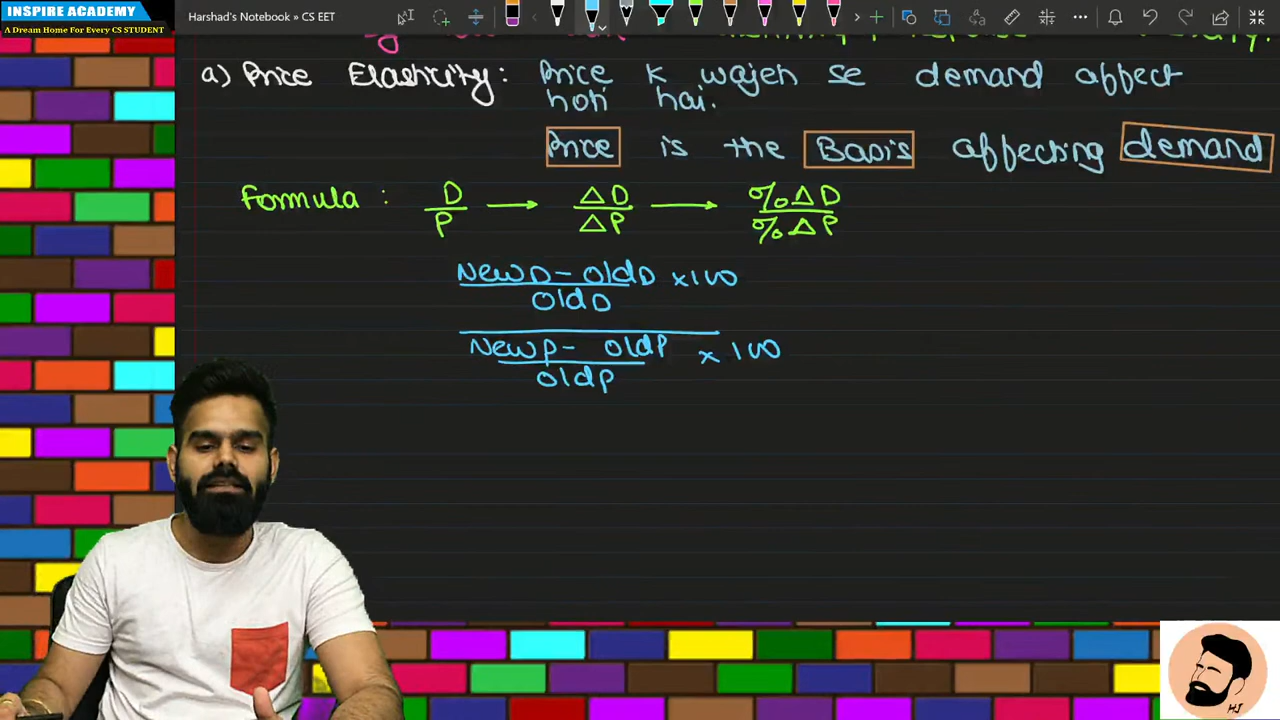 INSPIRE ACADEMY
A Dream Home For Every CS STUDENT
Harshad's Notebook » CS EET
a) Price Elasticity: Price k wajeh se demand affect
hoti hai.
Price is the Basis affecting demand
Formula : D/P → ΔD/ΔP → %ΔD/%ΔP
NewD - OldD x100
OldD
NewP - OldP x 100
OldP
HJ